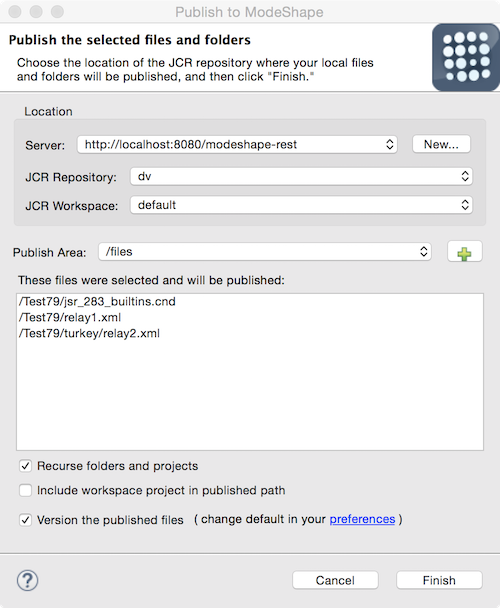 Publish to ModeShape
Publish the selected files and folders
Choose the location of the JCR repository where your local files
and folders will be published, and then click "Finish."
Location
Server: http://localhost:8080/modeshape-rest New...
JCR Repository: dv
JCR Workspace: default
Publish Area: /files
These files were selected and will be published:
/Test79/jsr_283_builtins.cnd
/Test79/relay1.xml
/Test79/turkey/relay2.xml
Recurse folders and projects
Include workspace project in published path
Version the published files ( change default in your preferences )
? Cancel Finish